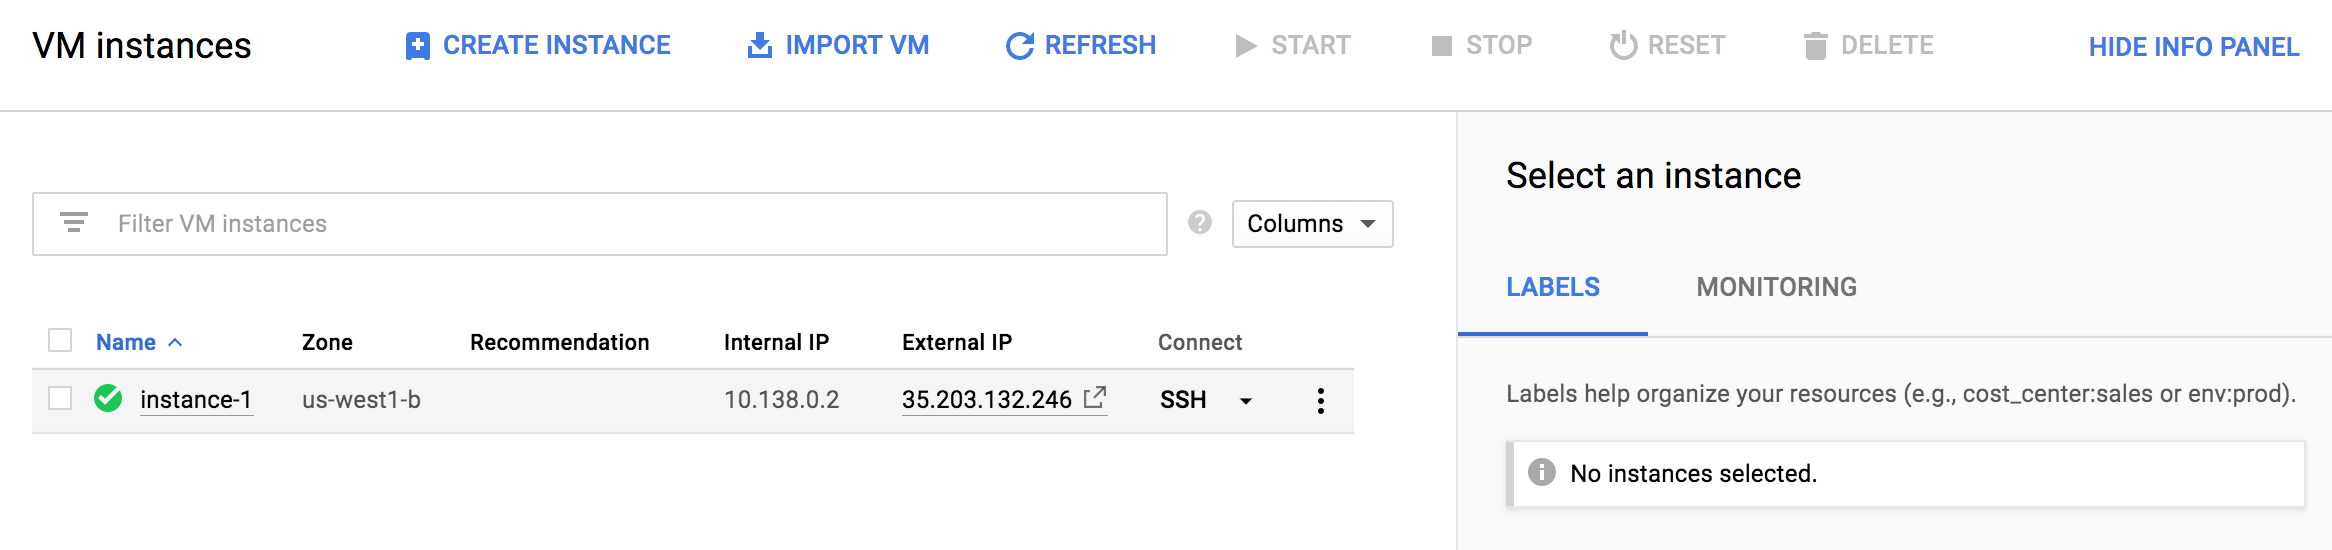 VM instances CREATE INSTANCE IMPORT VM REFRESH START STOP RESET DELETE HIDE INFO PANEL
Filter VM instances ? Columns
Name Zone Recommendation Internal IP External IP Connect
instance-1 us-west1-b 10.138.0.2 35.203.132.246 SSH
Select an instance
LABELS MONITORING
Labels help organize your resources (e.g., cost_center:sales or env:prod).
No instances selected.